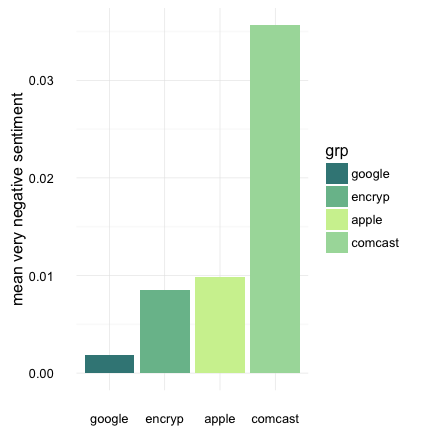 mean very negative sentiment
0.03
0.02
0.01
0.00
google encryp apple comcast
grp
google
encryp
apple
comcast